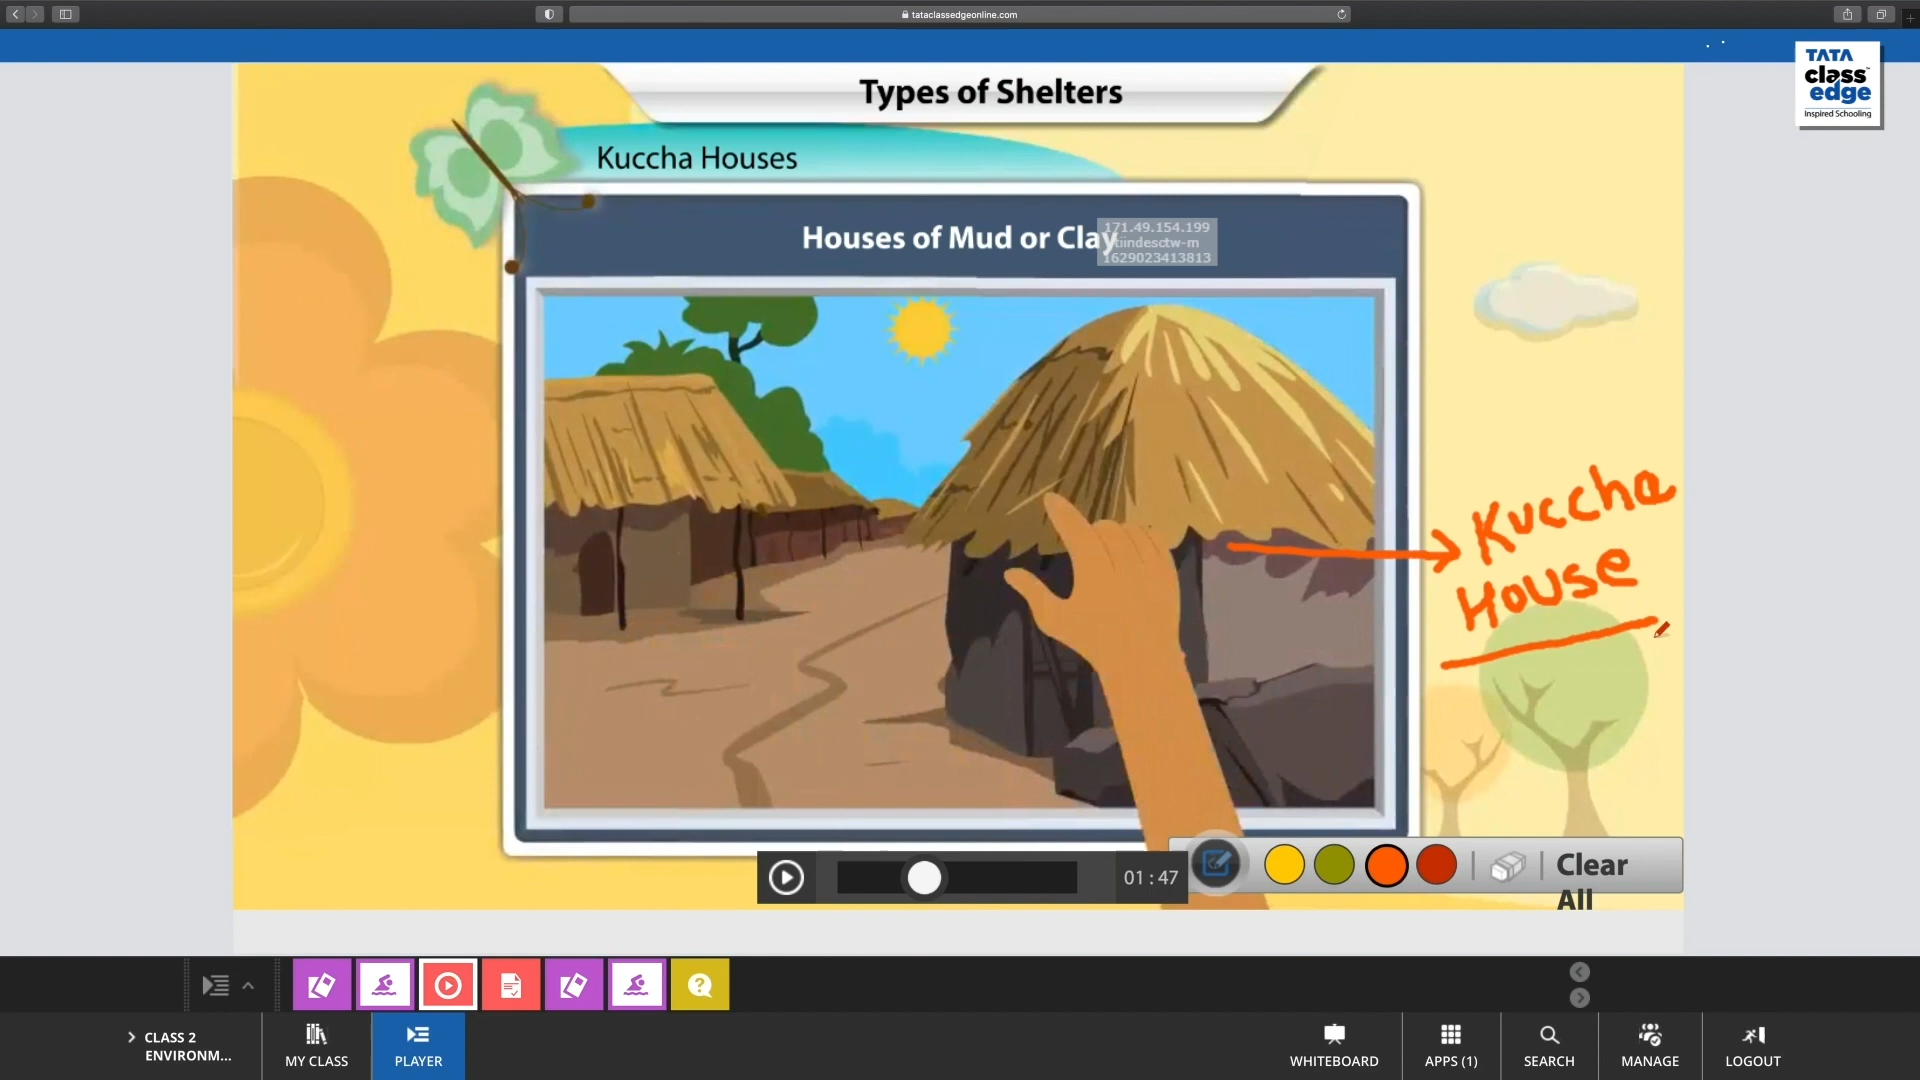 tataclassedgeonline.com
TATA
class
edge
Inspired Schooling
Types of Shelters
Kuccha Houses
Houses of Mud or Clay
171.49.154.199
tiindesctw-m
1629023413813
Kuccha
House
01 : 47
Clear
All
CLASS 2
ENVIRONM...
MY CLASS
PLAYER
WHITEBOARD
APPS (1)
SEARCH
MANAGE
LOGOUT